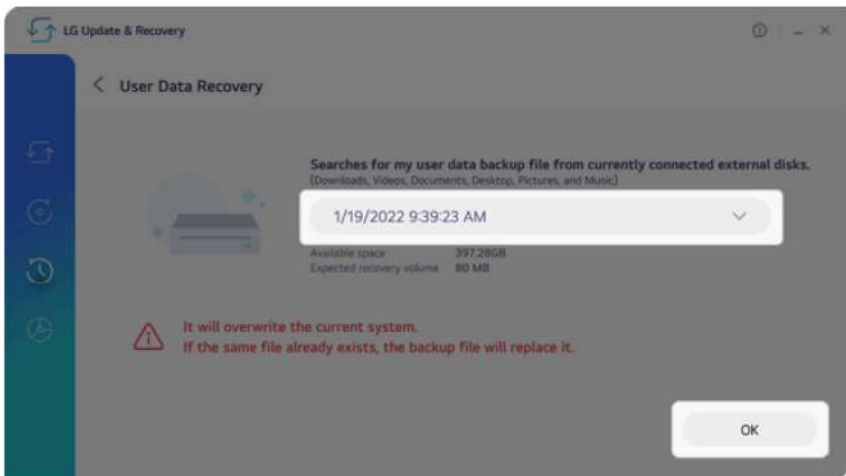 LG Update & Recovery
User Data Recovery
Searches for my user data backup file from currently connected external disks.
(Downloads, Videos, Documents, Desktop, Pictures, and Music)
1/19/2022 9:39:23 AM
Available space : 397.28GB
Expected recovery volume 80 MB
It will overwrite the current system.
If the same file already exists, the backup file will replace it.
OK